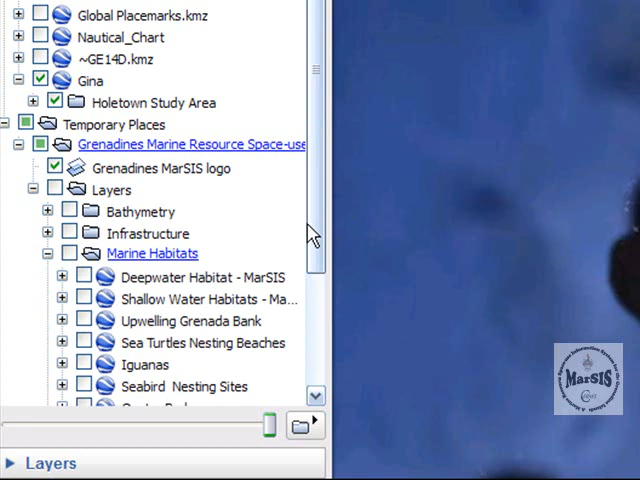 Global Placemarks.kmz
Nautical_Chart
~GE14D.kmz
Gina
Holetown Study Area
Temporary Places
Grenadines Marine Resource Space-use
Grenadines MarSIS logo
Layers
Bathymetry
Infrastructure
Marine Habitats
Deepwater Habitat - MarSIS
Shallow Water Habitats - Ma...
Upwelling Grenada Bank
Sea Turtles Nesting Beaches
Iguanas
Seabird Nesting Sites
Layers
MarSIS